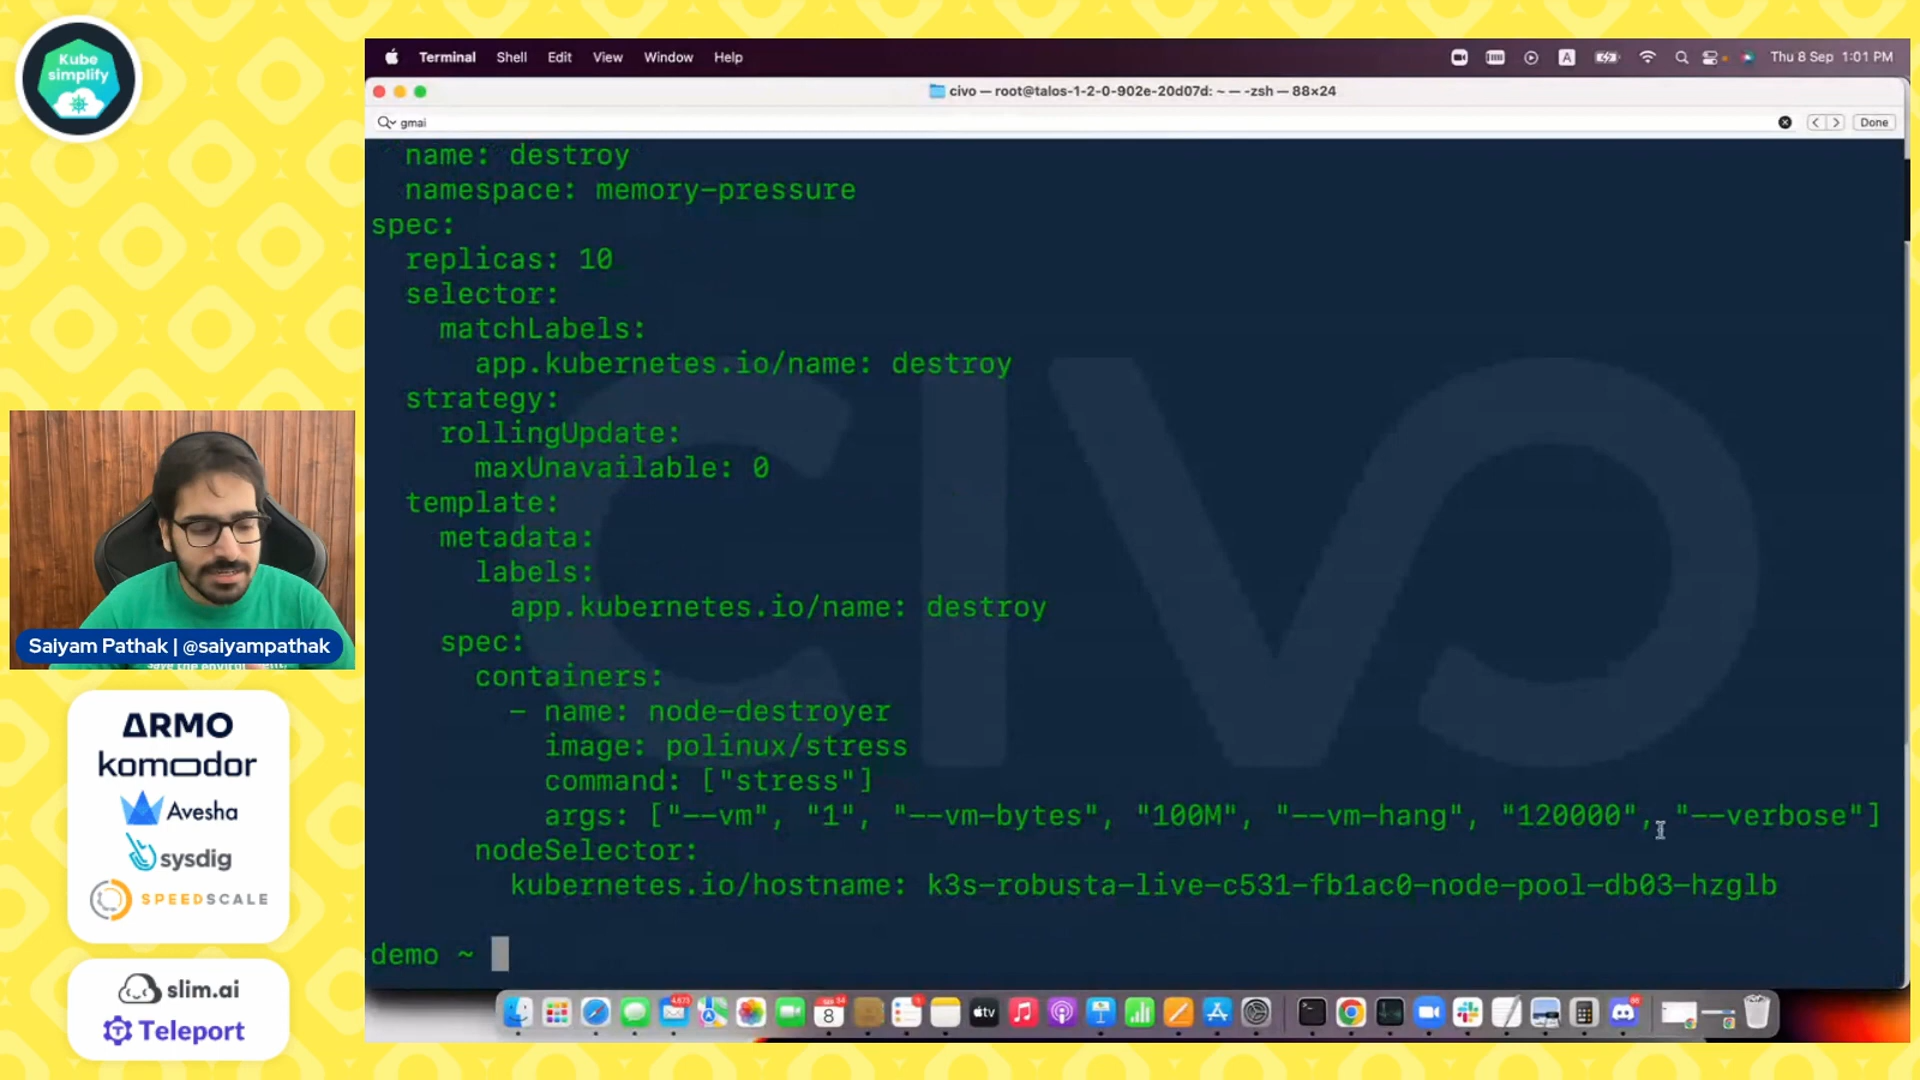 Kube
simplify
Terminal Shell Edit View Window Help
A
Thu 8 Sep 1:01 PM
civo — root@talos-1-2-0-902e-20d07d: ~ — -zsh — 88×24
gmai
Done
name: destroy
namespace: memory-pressure
spec:
replicas: 10
selector:
matchLabels:
app.kubernetes.io/name: destroy
strategy:
rollingUpdate:
maxUnavailable: 0
template:
metadata:
labels:
app.kubernetes.io/name: destroy
spec:
containers:
- name: node-destroyer
image: polinux/stress
command: ["stress"]
args: ["--vm", "1", "--vm-bytes", "100M", "--vm-hang", "120000", "--verbose"]
nodeSelector:
kubernetes.io/hostname: k3s-robusta-live-c531-fb1ac0-node-pool-db03-hzglb
demo ~
CIVO
Saiyam Pathak | @saiyampathak
ARMO
komodor
Avesha
sysdig
SPEEDSCALE
slim.ai
Teleport
8
tv